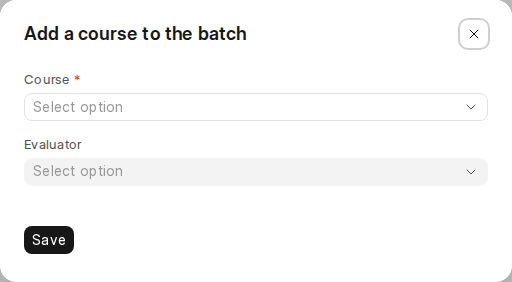 Add a course to the batch
Course *
Select option
Evaluator
Select option
Save